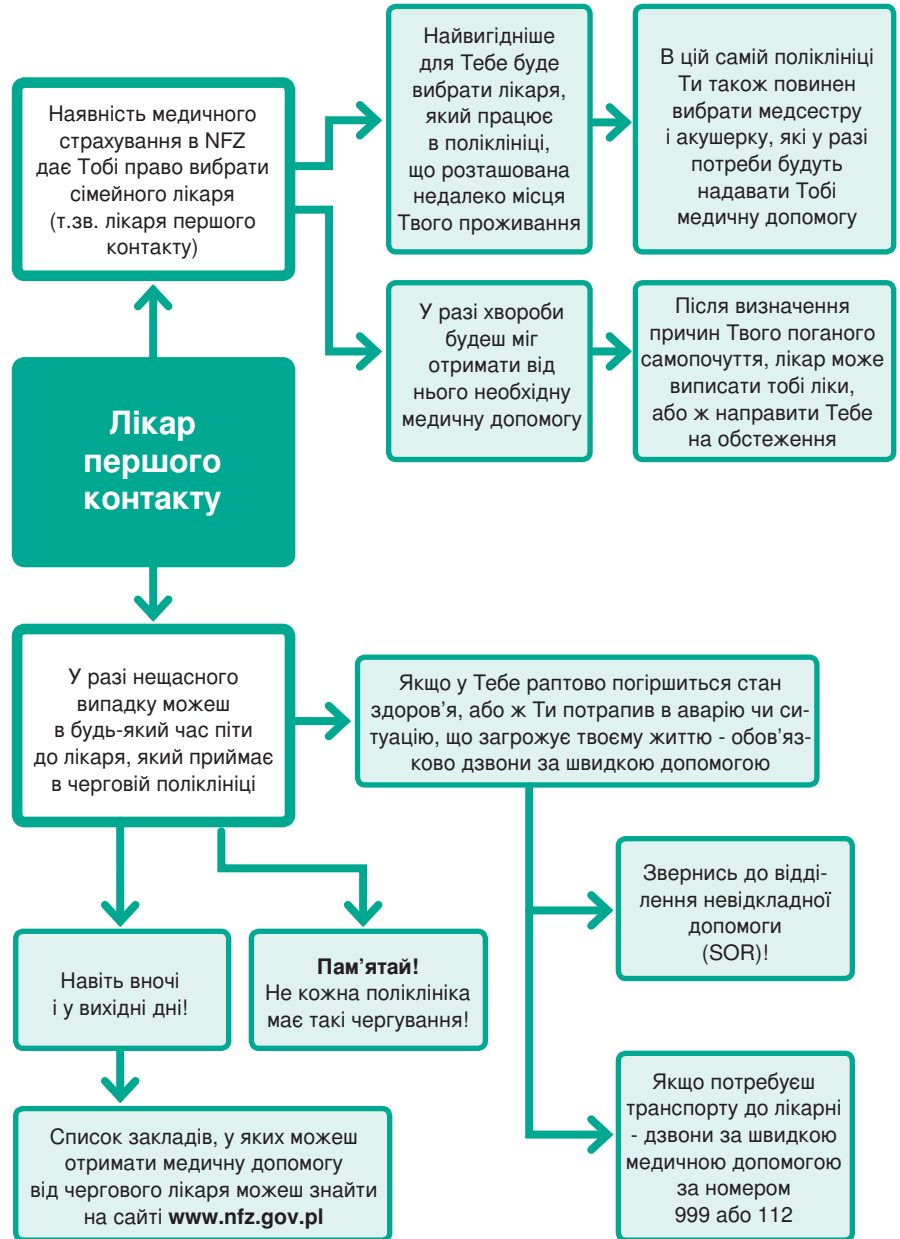 Наявність медичного
страхування в NFZ
дає Тобі право вибрати
сімейного лікаря
(т.зв. лікаря першого
контакту)
Найвигідніше
для Тебе буде
вибрати лікаря,
який працює
в поліклініці,
що розташована
недалеко місця
Твого проживання
В цій самій поліклініці
Ти також повинен
вибрати медсестру
і акушерку, які у разі
потреби будуть
надавати Тобі
медичну допомогу
У разі хвороби
будеш міг
отримати від
нього необхідну
медичну допомогу
Після визначення
причин Твого поганого
самопочуття, лікар може
виписати тобі ліки,
або ж направити Тебе
на обстеження
Лікар
першого
контакту
У разі нещасного
випадку можеш
в будь-який час піти
до лікаря, який приймає
в черговій поліклініці
Якщо у Тебе раптово погіршиться стан
здоров'я, або ж Ти потрапив в аварію чи си-
туацію, що загрожує твоєму життю - обов'яз-
ково дзвони за швидкою допомогою
Звернись до відді-
лення невідкладної
допомоги
(SOR)!
Навіть вночі
і у вихідні дні!
Пам'ятай!
Не кожна поліклініка
має такі чергування!
Якщо потребуєш
транспорту до лікарні
- дзвони за швидкою
медичною допомогою
за номером
999 або 112
Список закладів, у яких можеш
отримати медичну допомогу
від чергового лікаря можеш знайти
на сайті www.nfz.gov.pl